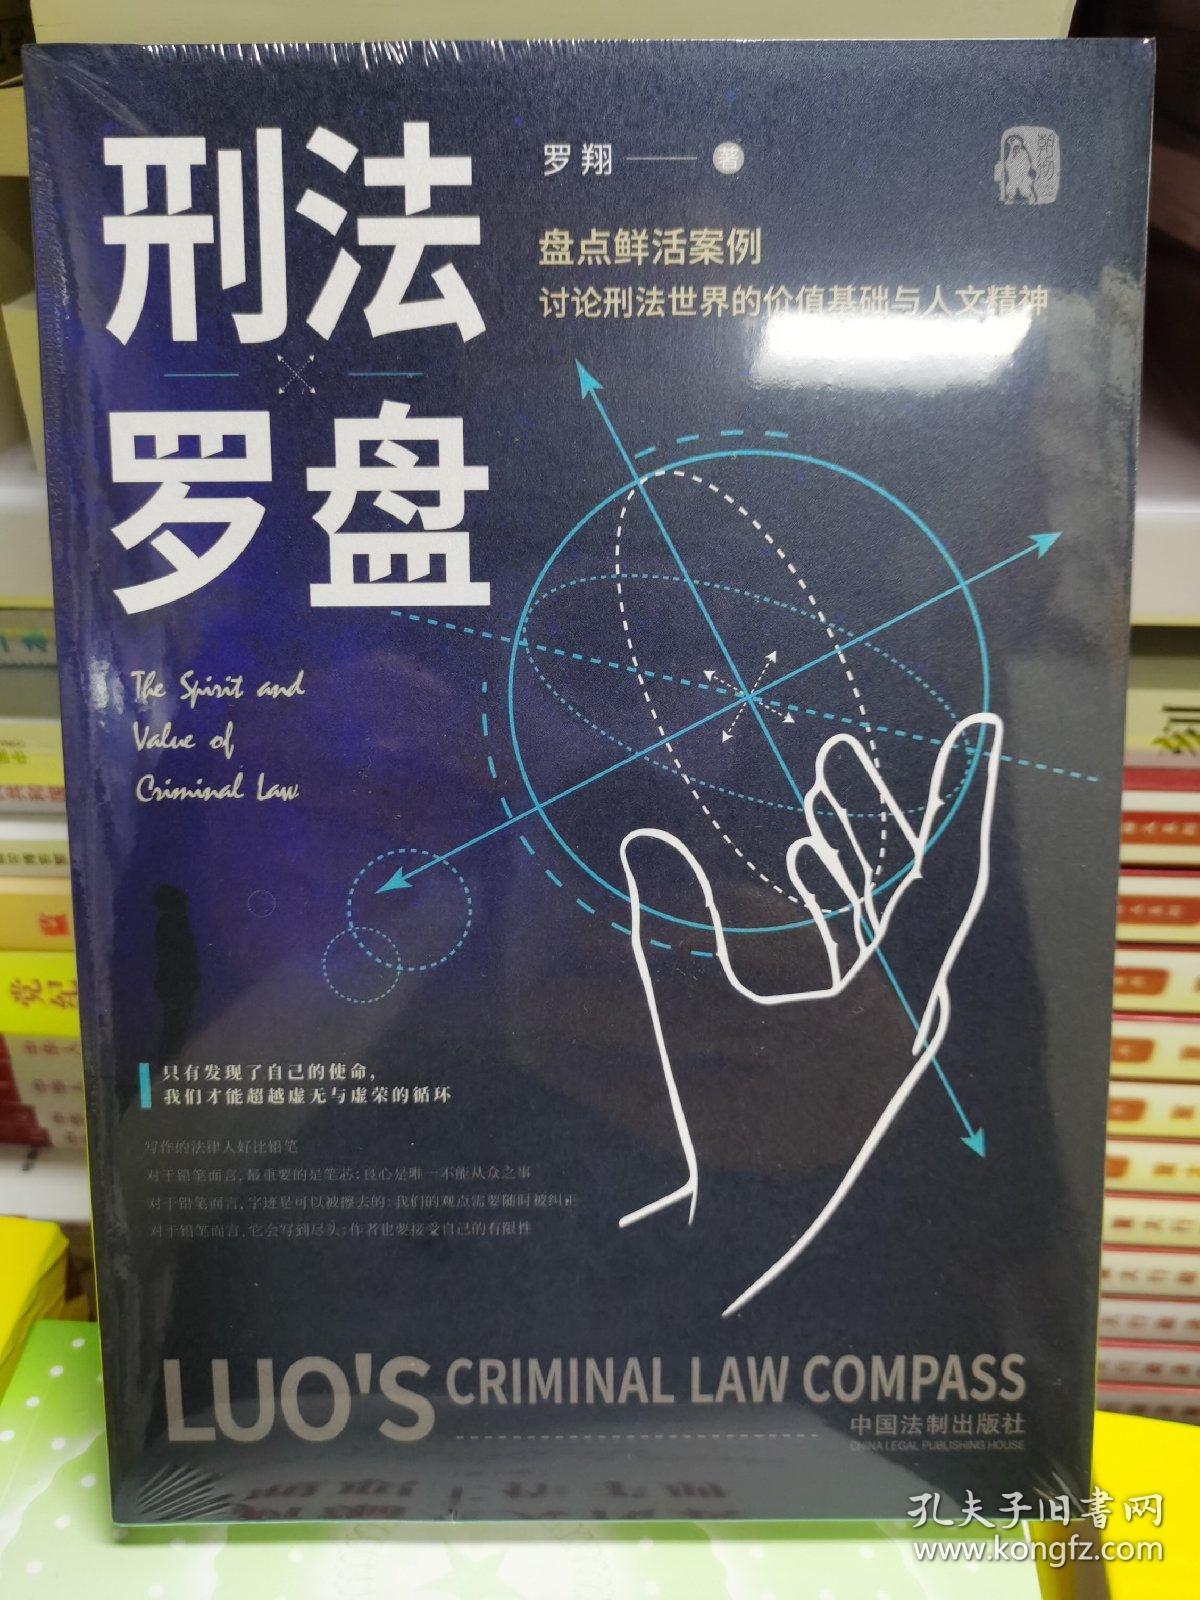 刑法
罗盘
罗翔 著
盘点鲜活案例
讨论刑法世界的价值基础与人文精神
The Spirit and
Value of
Criminal Law
只有发现了自己的使命，
我们才能超越虚无与虚荣的循环
写作的法律人好比铅笔
对于铅笔而言，最重要的是笔芯；良心是唯一不能从众之事
对于铅笔而言，字迹是可以被擦去的；我们的观点需要随时被纠正
对于铅笔而言，它会写到尽头；作者也要接受自己的有限性
LUO'S CRIMINAL LAW COMPASS
中国法制出版社
CHINA LEGAL PUBLISHING HOUSE
党纪
孔夫子旧书网
www.kongfz.com